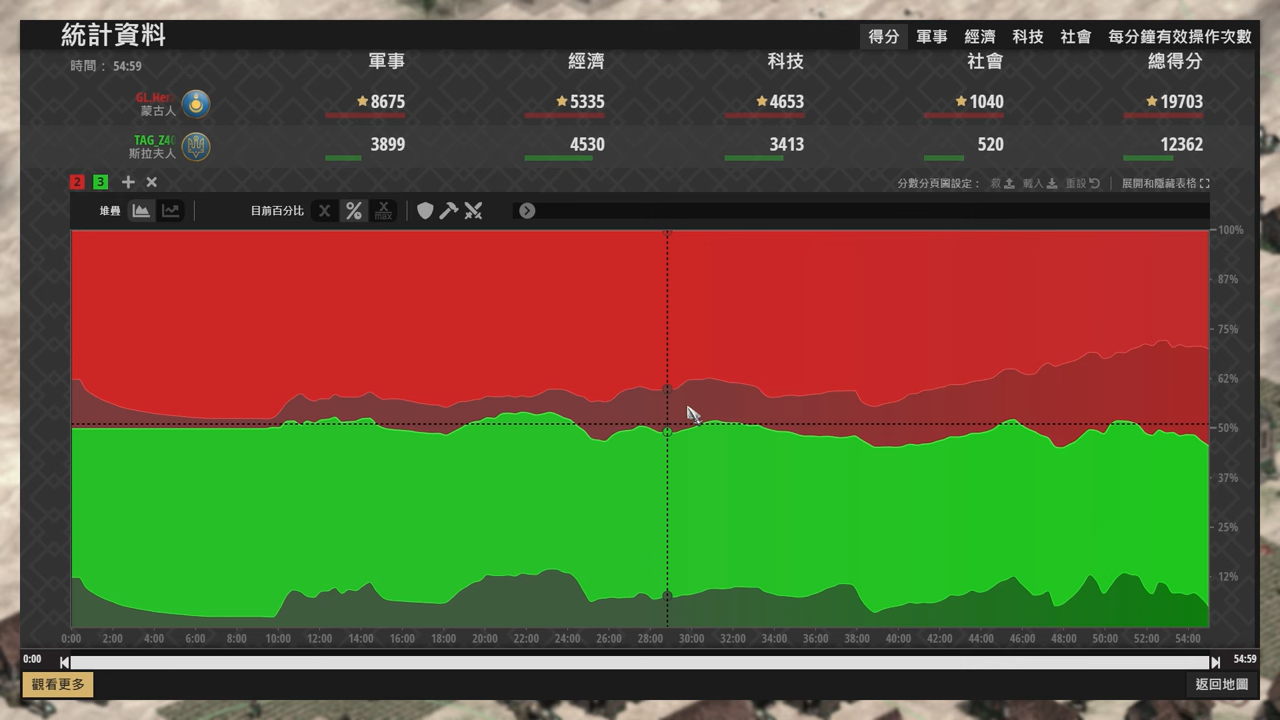 統計資料
得分 軍事 經濟 科技 社會 每分鐘有效操作次數
時間： 54:59
軍事 經濟 科技 社會 總得分
GL.Her
蒙古人
8675 5335 4653 1040 19703
TAG_Z40
斯拉夫人
3899 4530 3413 520 12362
2 3
分數分頁圖設定： 載入 重設 展開和隱藏表格
堆疊 目前百分比 X % X max
100%
87%
75%
62%
50%
37%
25%
12%
0:00 2:00 4:00 6:00 8:00 10:00 12:00 14:00 16:00 18:00 20:00 22:00 24:00 26:00 28:00 30:00 32:00 34:00 36:00 38:00 40:00 42:00 44:00 46:00 48:00 50:00 52:00 54:00
0:00 54:59
觀看更多 返回地圖